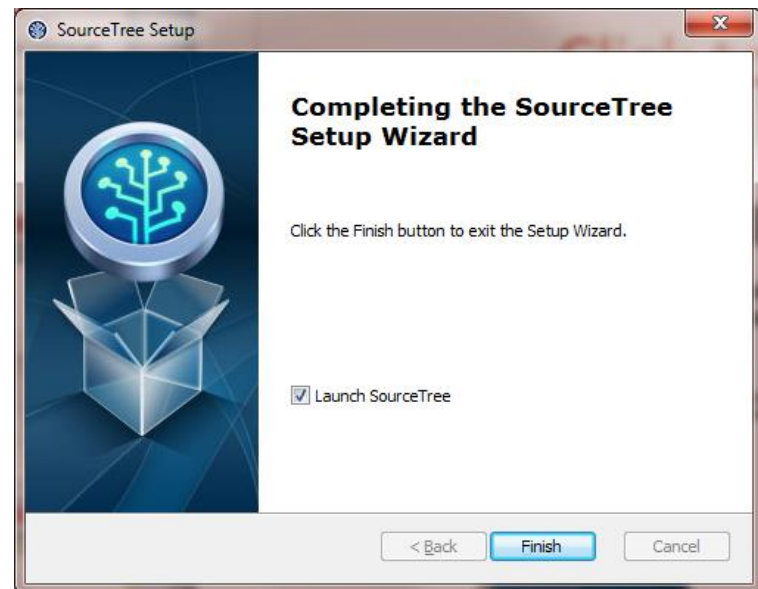 SourceTree Setup
Completing the SourceTree
Setup Wizard
Click the Finish button to exit the Setup Wizard.
Launch SourceTree
< Back
Finish
Cancel